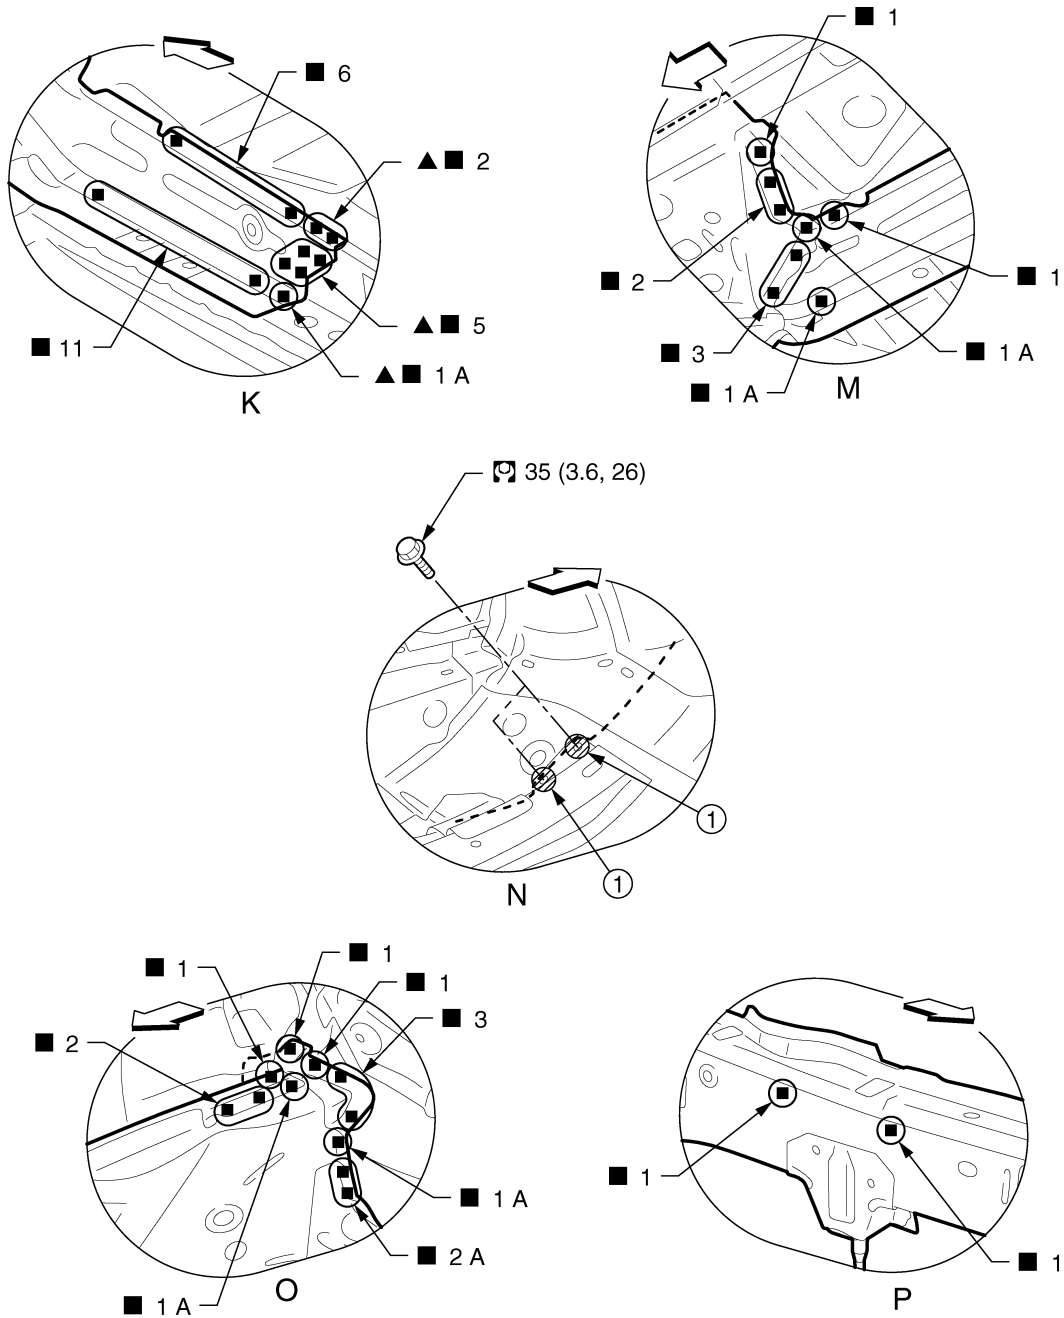 ■ 6
▲ ■ 2
▲ ■ 5
▲ ■ 1 A
■ 11
K
■ 1
■ 2
■ 1
■ 3
■ 1 A
■ 1 A
M
35 (3.6, 26)
1
1
N
■ 1
■ 1
■ 1
■ 3
■ 2
■ 1 A
■ 2 A
■ 1 A
O
■ 1
■ 1
P